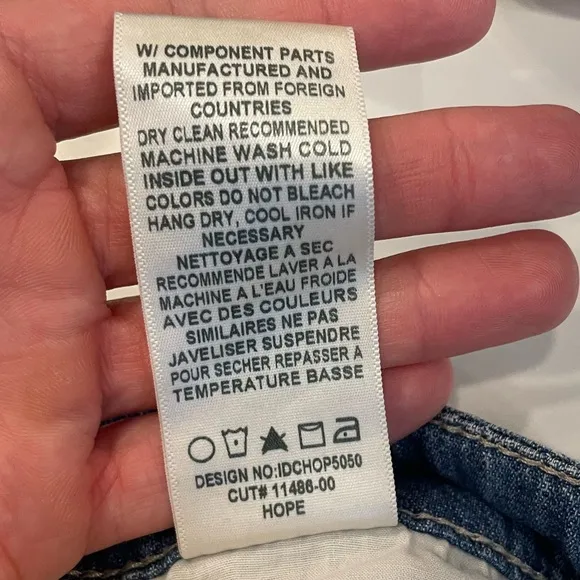 W/ COMPONENT PARTS
MANUFACTURED AND
IMPORTED FROM FOREIGN
COUNTRIES
DRY CLEAN RECOMMENDED
MACHINE WASH COLD
INSIDE OUT WITH LIKE
COLORS DO NOT BLEACH
HANG DRY, COOL IRON IF
NECESSARY
NETTOYAGE A SEC
RECOMMENDE LAVER A LA
MACHINE A L'EAU FROIDE
AVEC DES COULEURS
SIMILAIRES NE PAS
JAVELISER SUSPENDRE
POUR SECHER REPASSER A
TEMPERATURE BASSE
DESIGN NO:IDCHOP5050
CUT# 11486-00
HOPE